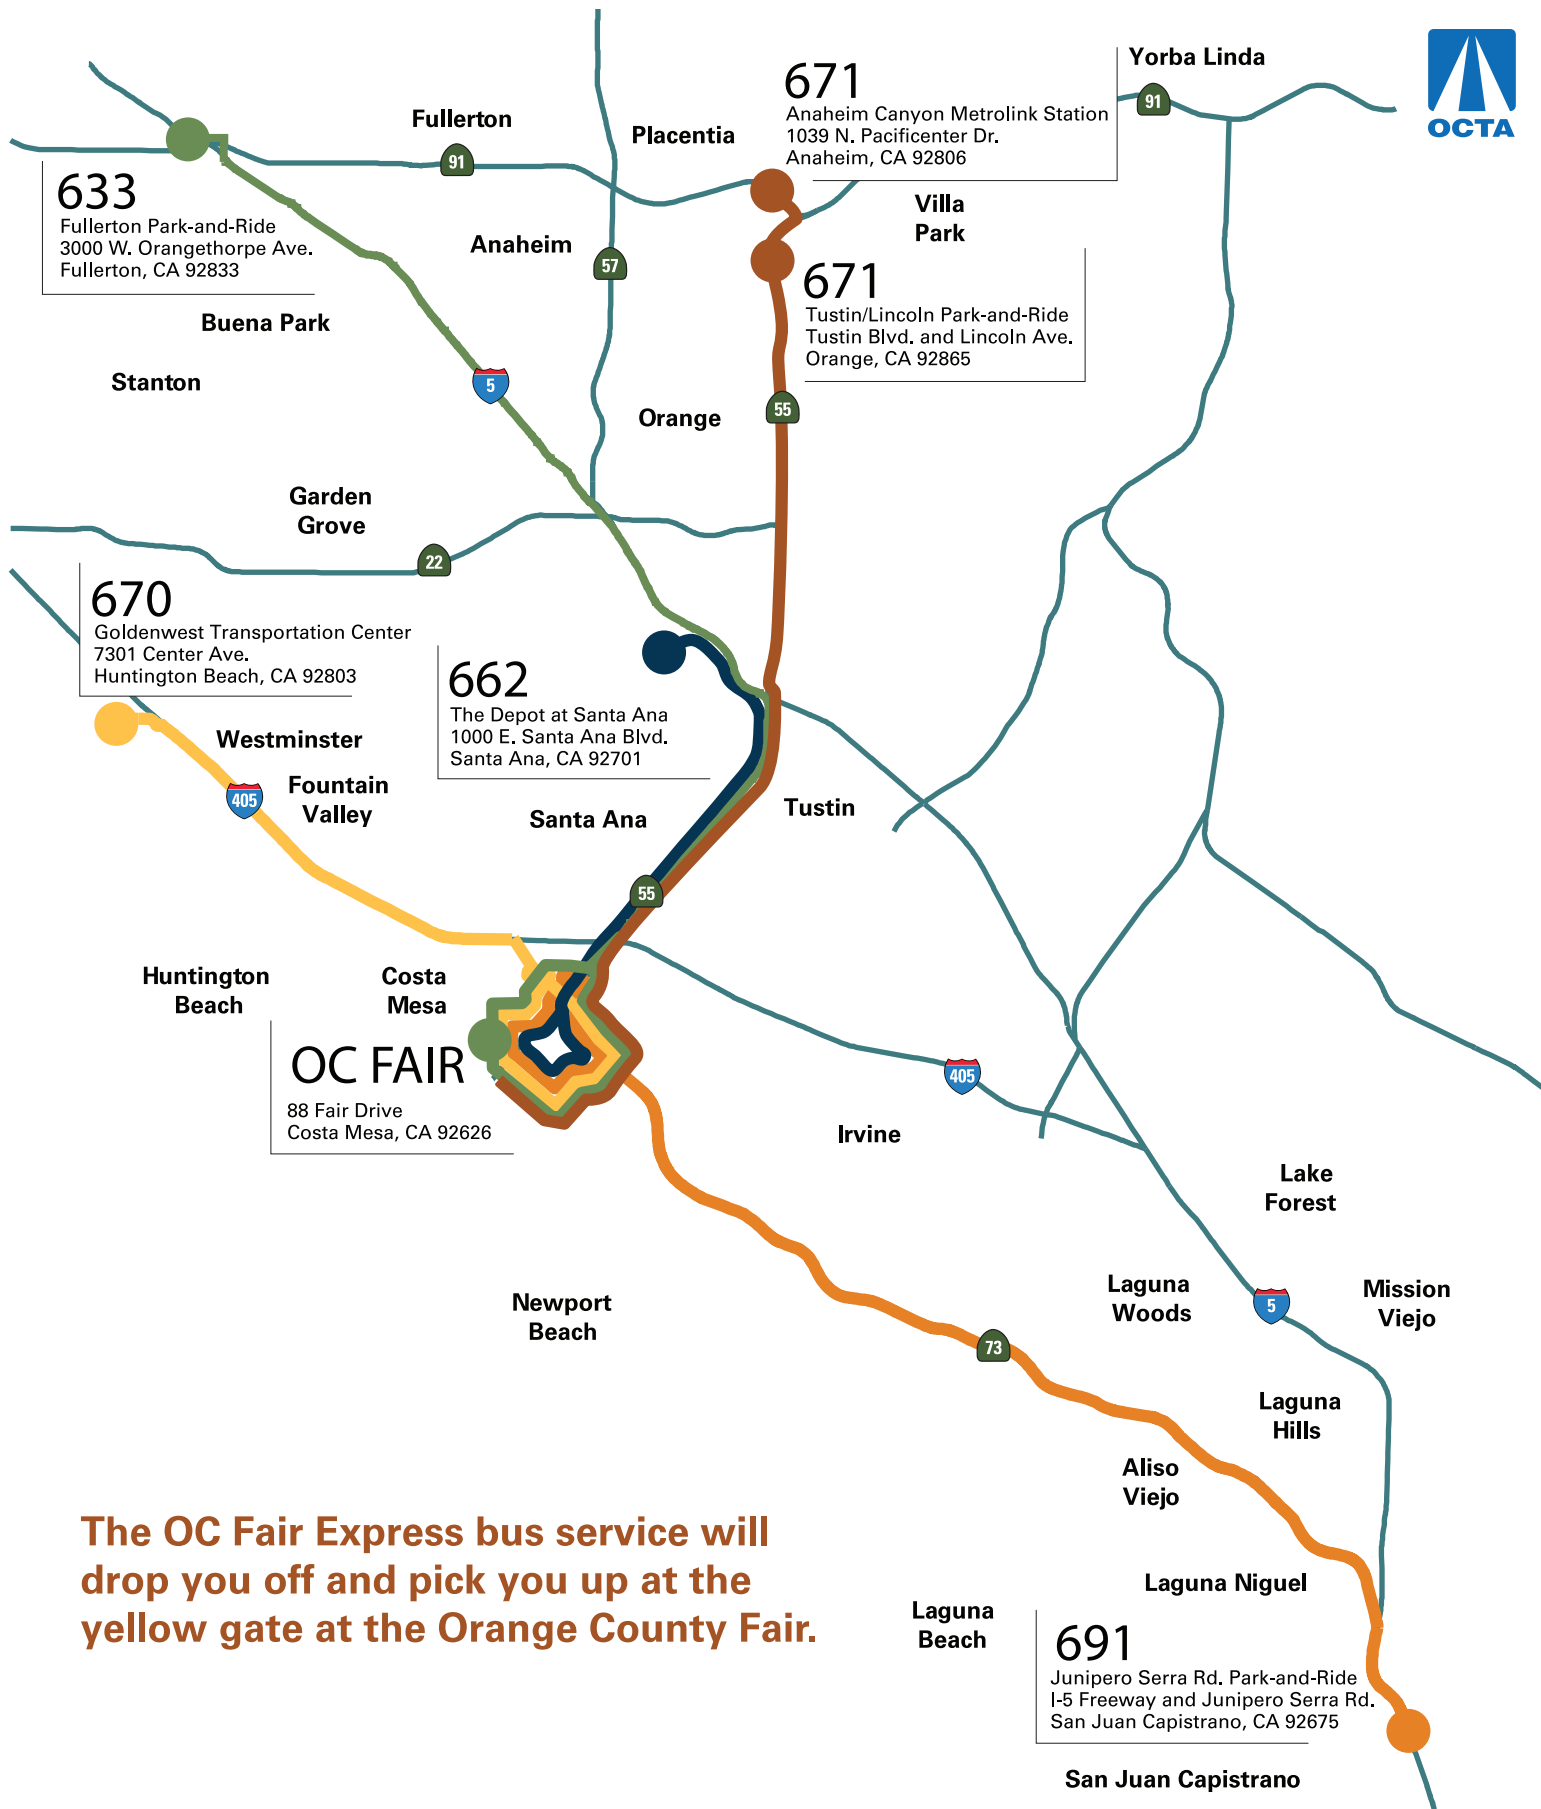 Yorba Linda
OCTA
671
Anaheim Canyon Metrolink Station
1039 N. Pacificenter Dr.
Anaheim, CA 92806
91
Fullerton
Placentia
91
633
Fullerton Park-and-Ride
3000 W. Orangethorpe Ave.
Fullerton, CA 92833
Villa
Park
Anaheim
57
671
Tustin/Lincoln Park-and-Ride
Tustin Blvd. and Lincoln Ave.
Orange, CA 92865
Buena Park
Stanton
5
55
Orange
Garden
Grove
22
670
Goldenwest Transportation Center
7301 Center Ave.
Huntington Beach, CA 92803
662
The Depot at Santa Ana
1000 E. Santa Ana Blvd.
Santa Ana, CA 92701
Westminster
405
Fountain
Valley
Santa Ana
Tustin
55
Huntington
Beach
Costa
Mesa
OC FAIR
88 Fair Drive
Costa Mesa, CA 92626
405
Irvine
Lake
Forest
Newport
Beach
Laguna
Woods
5
Mission
Viejo
73
Laguna
Hills
Aliso
Viejo
The OC Fair Express bus service will
drop you off and pick you up at the
yellow gate at the Orange County Fair.
Laguna Niguel
Laguna
Beach
691
Junipero Serra Rd. Park-and-Ride
I-5 Freeway and Junipero Serra Rd.
San Juan Capistrano, CA 92675
San Juan Capistrano